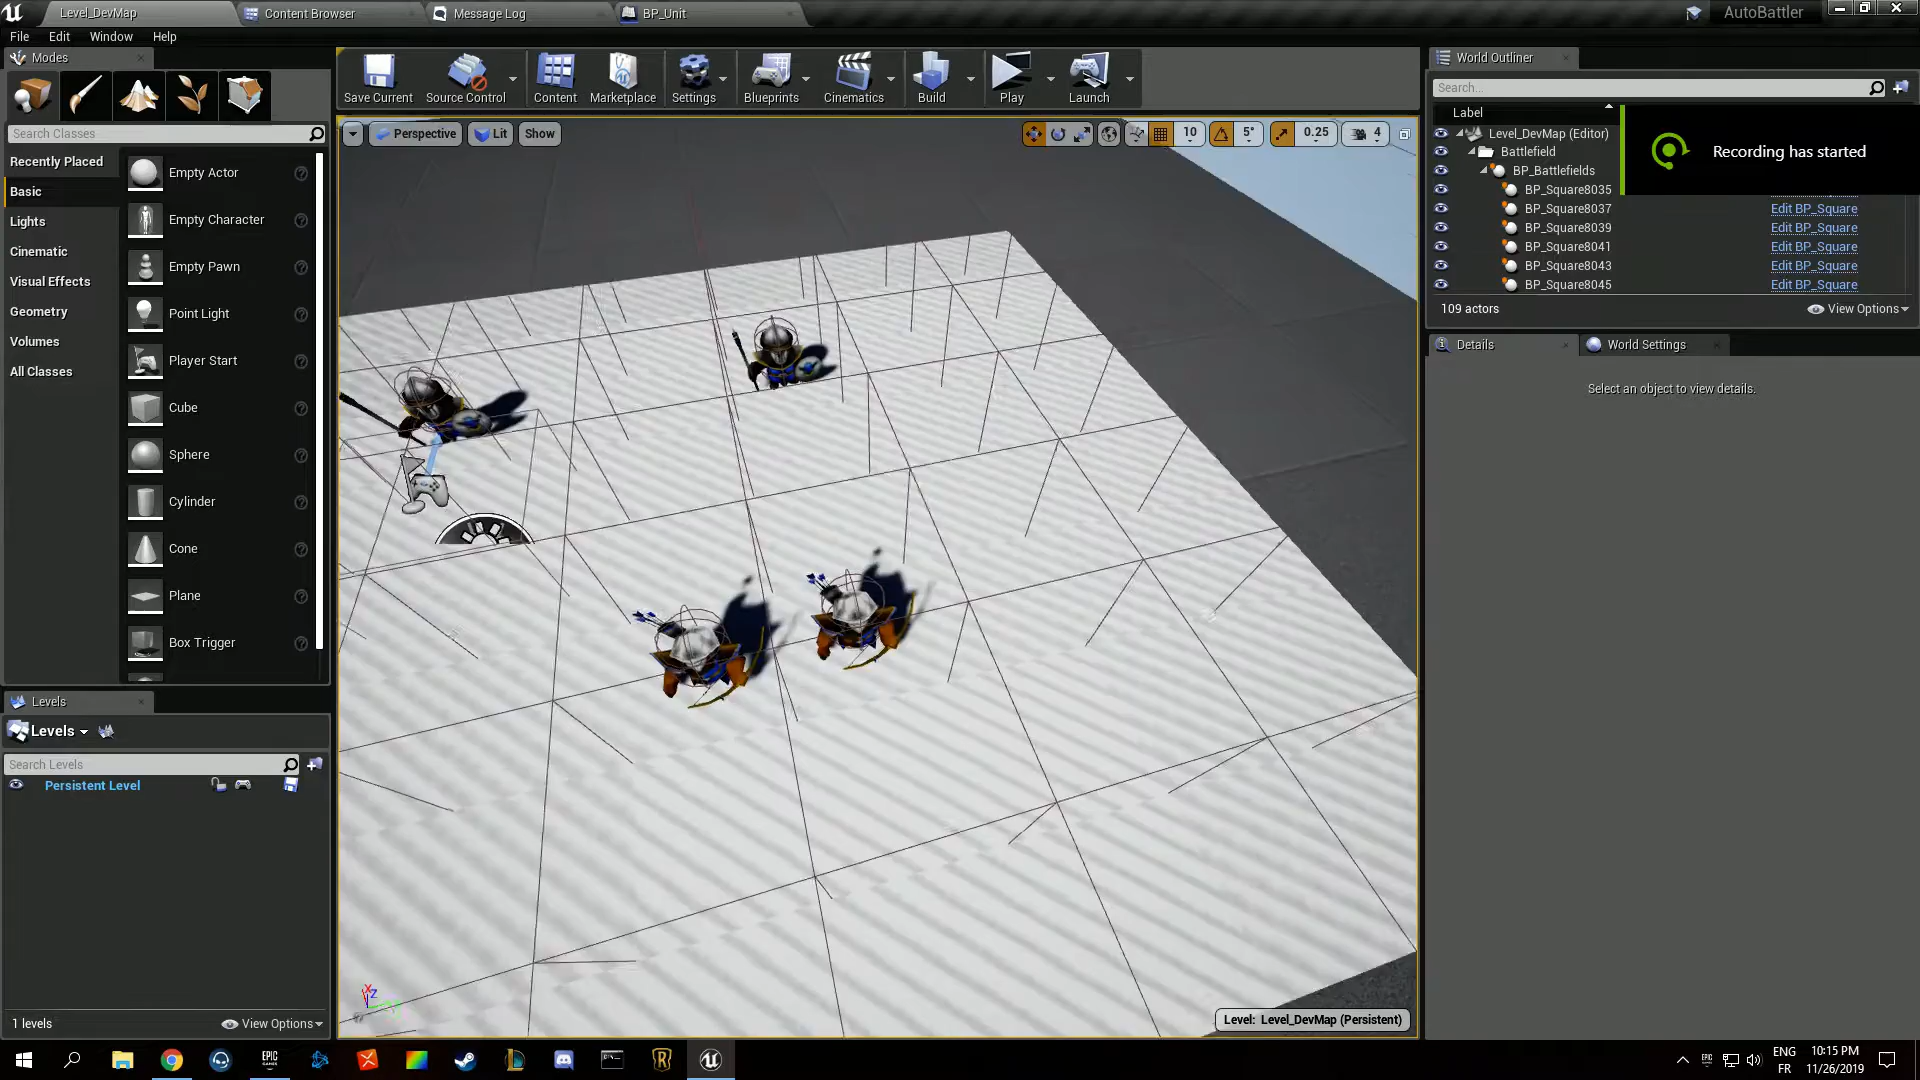 Level_DevMap
Content Browser
Message Log
BP_Unit
AutoBattler
File Edit Window Help
Modes
Save Current
Source Control
Content
Marketplace
Settings
Blueprints
Cinematics
Build
Play
Launch
Search Classes
Recently Placed
Basic
Lights
Cinematic
Visual Effects
Geometry
Volumes
All Classes
Empty Actor
Empty Character
Empty Pawn
Point Light
Player Start
Cube
Sphere
Cylinder
Cone
Plane
Box Trigger
Levels
Levels
Search Levels
Persistent Level
1 levels
View Options
Perspective
Lit
Show
10
5°
0.25
4
Level: Level_DevMap (Persistent)
World Outliner
Search...
Label
Level_DevMap (Editor)
Battlefield
BP_Battlefields
BP_Square8035
BP_Square8037 Edit BP_Square
BP_Square8039 Edit BP_Square
BP_Square8041 Edit BP_Square
BP_Square8043 Edit BP_Square
BP_Square8045 Edit BP_Square
109 actors
View Options
Recording has started
Details
World Settings
Select an object to view details.
EPIC
GAMES
ENG
FR
10:15 PM
11/26/2019